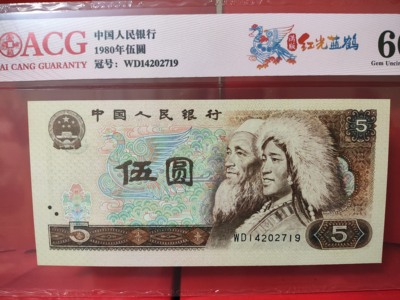 ACG
AI CANG GUARANTY
中国人民银行
1980年伍圆
冠号: WD14202719
红光蓝鹤
Gem Unc
中国人民银行
5
伍圆
WD14202719
5
5